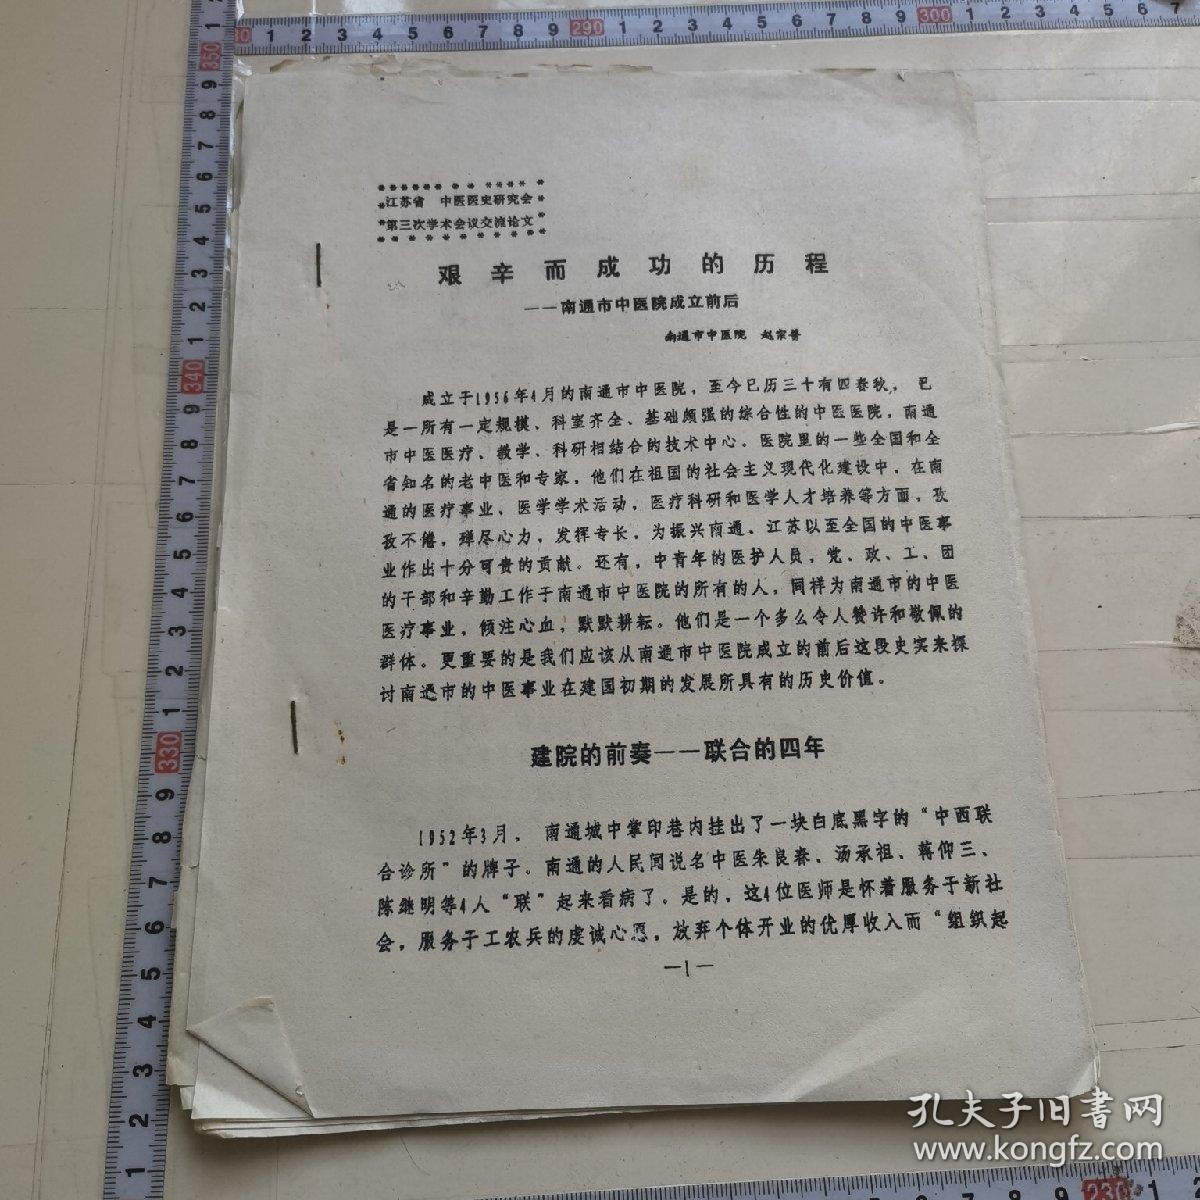 江苏省 中医医史研究会
第三次学术会议交流论文
艰辛而成功的历程
——南通市中医院成立前后
南通市中医院 赵宗普
成立于1956年4月的南通市中医院，至今已历三十有四春秋，已
是一所有一定规模、科室齐全、基础颇强的综合性的中医医院，南通
市中医医疗、教学、科研相结合的技术中心。医院里的一些全国和全
省知名的老中医和专家，他们在祖国的社会主义现代化建设中，在南
通的医疗事业、医学学术活动，医疗科研和医学人才培养等方面，孜
孜不倦，殚尽心力，发挥专长，为振兴南通、江苏以至全国的中医事
业作出十分可贵的贡献。还有，中青年的医护人员，党、政、工、团
的干部和辛勤工作于南通市中医院的所有的人，同样为南通市的中医
医疗事业，倾注心血，默默耕耘。他们是一个多么令人赞许和敬佩的
群体。更重要的是我们应该从南通市中医院成立的前后这段史实来探
讨南通市的中医事业在建国初期的发展所具有的历史价值。
建院的前奏——联合的四年
1952年3月，南通城中掌印巷内挂出了一块白底黑字的“中西联
合诊所”的牌子。南通的人民间说名中医朱良春、汤承祖、蒋仰三、
陈继明等4人“联”起来看病了。是的，这4位医师是怀着服务于新社
会，服务于工农兵的虔诚心愿，放弃个体开业的优厚收入而“组织起
—1—
孔夫子旧书网
www.kongfz.com